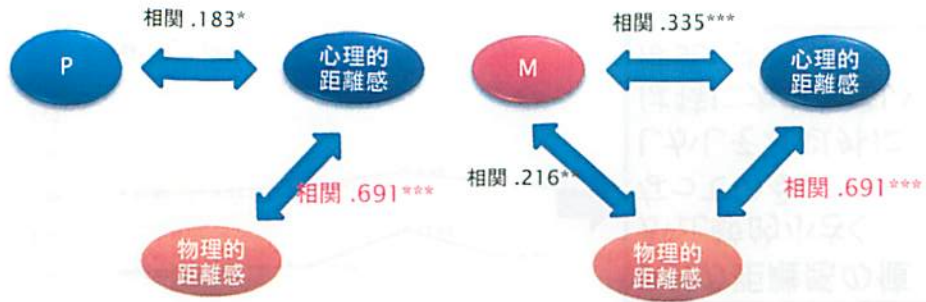 相関 .183*
相関 .335***
P
心理的
距離感
M
心理的
距離感
相関 .691***
相関 .216**
相関 .691***
物理的
距離感
物理的
距離感